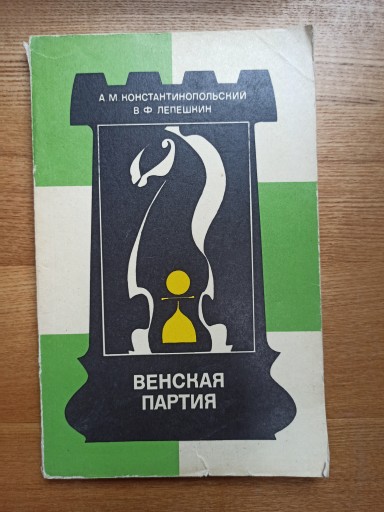 А М КОНСТАНТИНОПОЛЬСКИЙ
В Ф ЛЕПЕШКИН
ВЕНСКАЯ
ПАРТИЯ